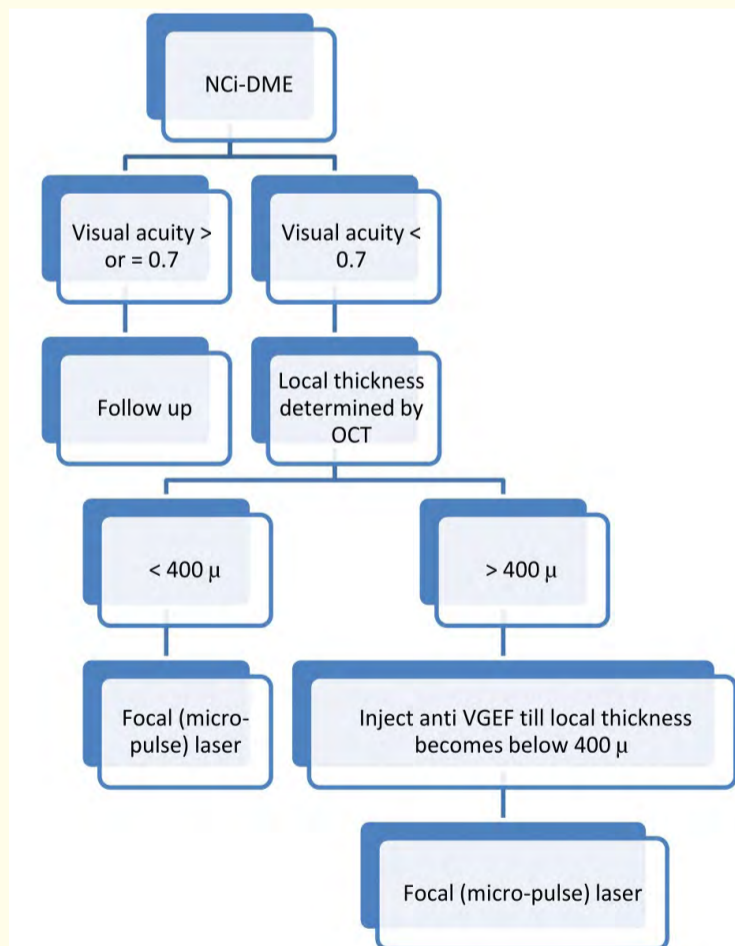 NCi-DME
Visual acuity >
or = 0.7
Visual acuity <
0.7
Follow up
Local thickness
determined by
OCT
< 400 μ
> 400 μ
Focal (micro-
pulse) laser
Inject anti VGEF till local thickness
becomes below 400 μ
Focal (micro-pulse) laser